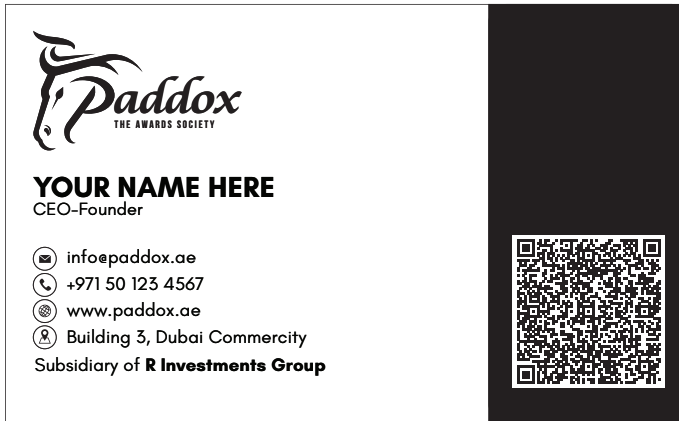 Paddox
THE AWARDS SOCIETY
YOUR NAME HERE
CEO-Founder
info@paddox.ae
+971 50 123 4567
www.paddox.ae
Building 3, Dubai Commercity
Subsidiary of R Investments Group